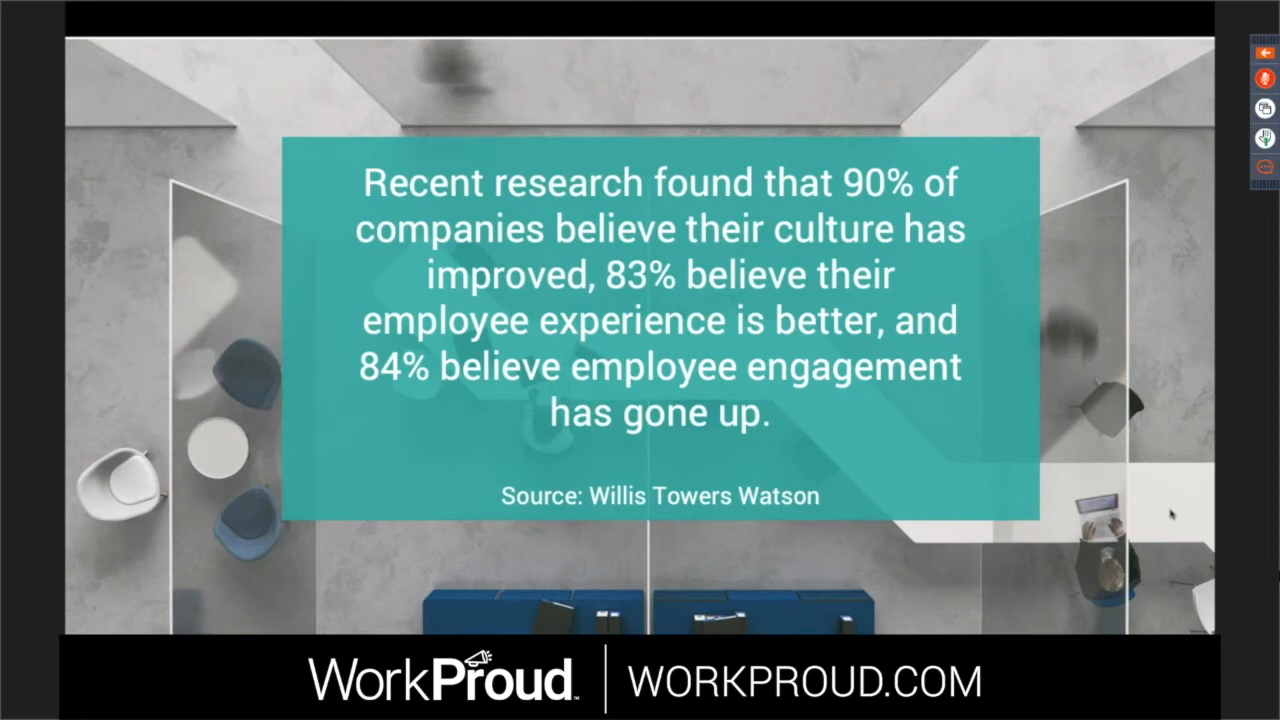 Recent research found that 90% of
companies believe their culture has
improved, 83% believe their
employee experience is better, and
84% believe employee engagement
has gone up.
Source: Willis Towers Watson
WorkProud™ | WORKPROUD.COM